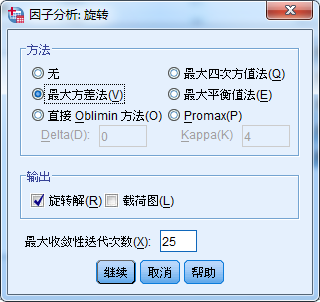 因子分析: 旋转
方法
无
最大四次方值法(Q)
最大方差法(V)
最大平衡值法(E)
直接 Oblimin 方法(O)
Promax(P)
Delta(D): 0
Kappa(K) 4
输出
旋转解(R) 载荷图(L)
最大收敛性迭代次数(X): 25
继续 取消 帮助